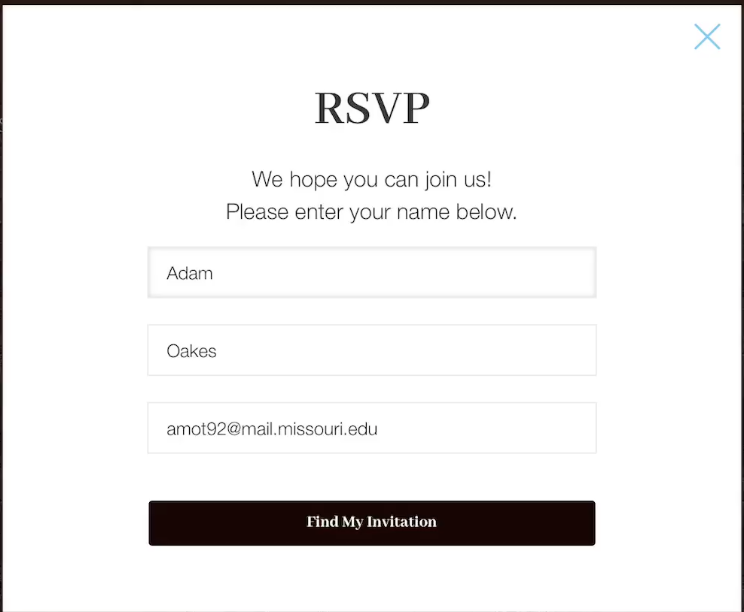 RSVP
We hope you can join us!
Please enter your name below.
Adam
Oakes
amot92@mail.missouri.edu
Find My Invitation